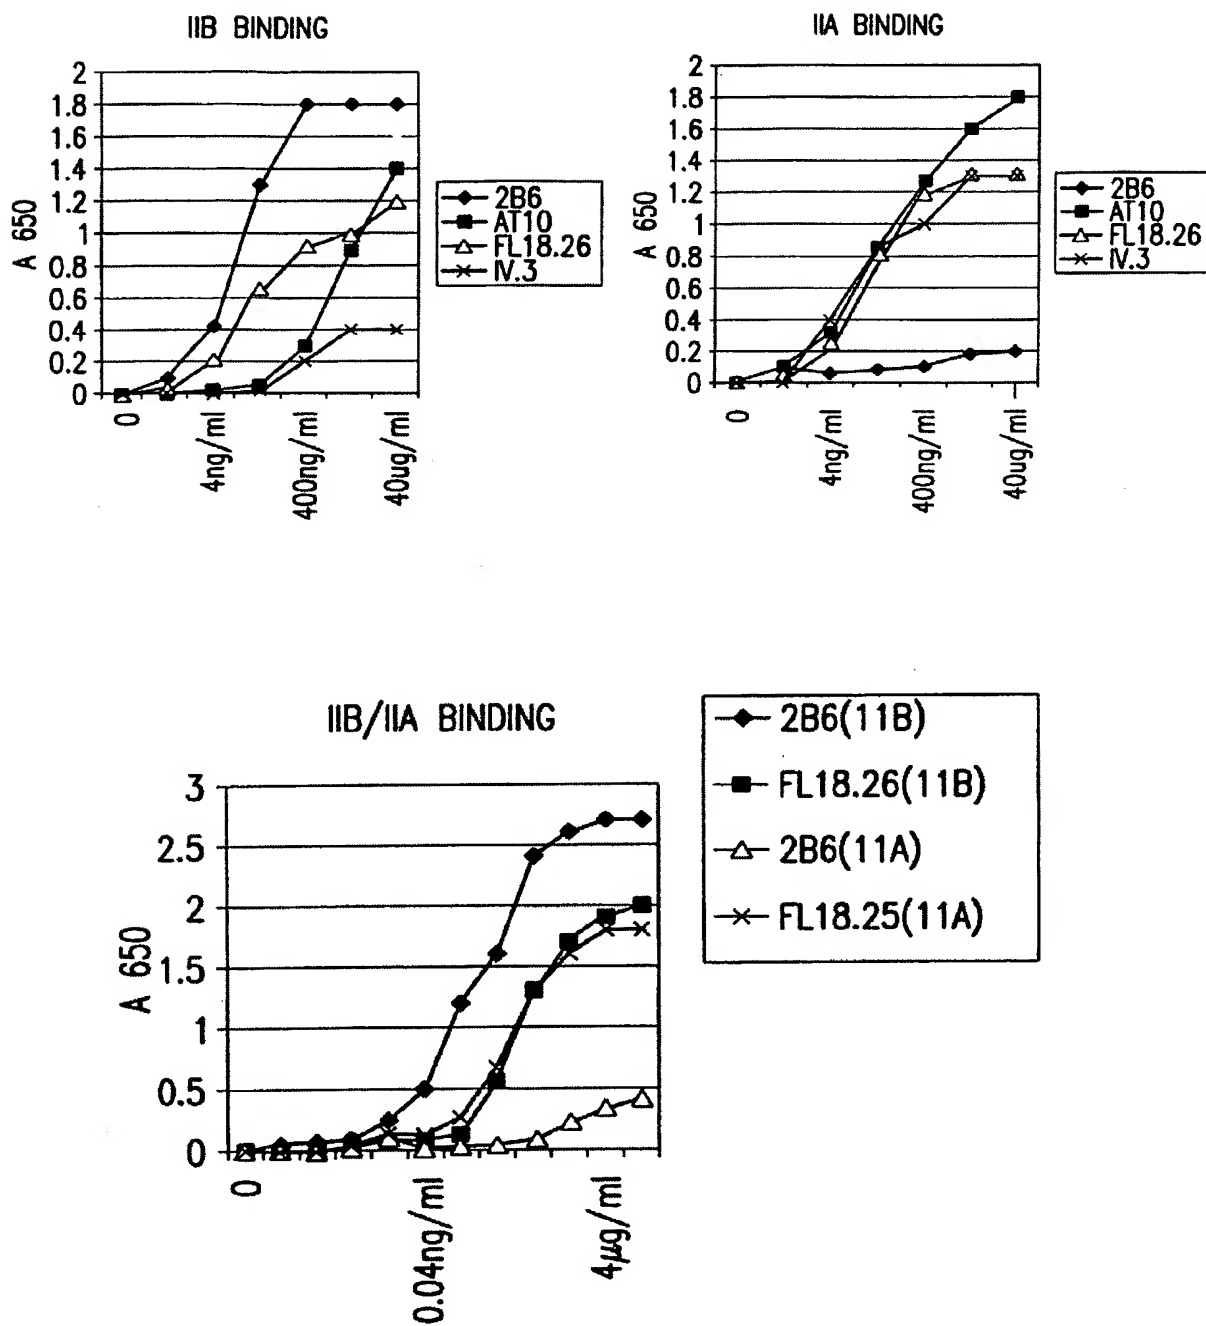 IIB BINDING
2
1.8
1.6
1.4
1.2
1
0.8
0.6
0.4
0.2
0
A 650
0
4ng/ml
400ng/ml
40ug/ml
2B6
AT10
FL18.26
IV.3
IIA BINDING
2
1.8
1.6
1.4
1.2
1
0.8
0.6
0.4
0.2
0
A 650
0
4ng/ml
400ng/ml
40ug/ml
2B6
AT10
FL18.26
IV.3
IIB/IIA BINDING
3
2.5
2
1.5
1
0.5
0
A 650
0
0.04ng/ml
4μg/ml
2B6(11B)
FL18.26(11B)
2B6(11A)
FL18.25(11A)